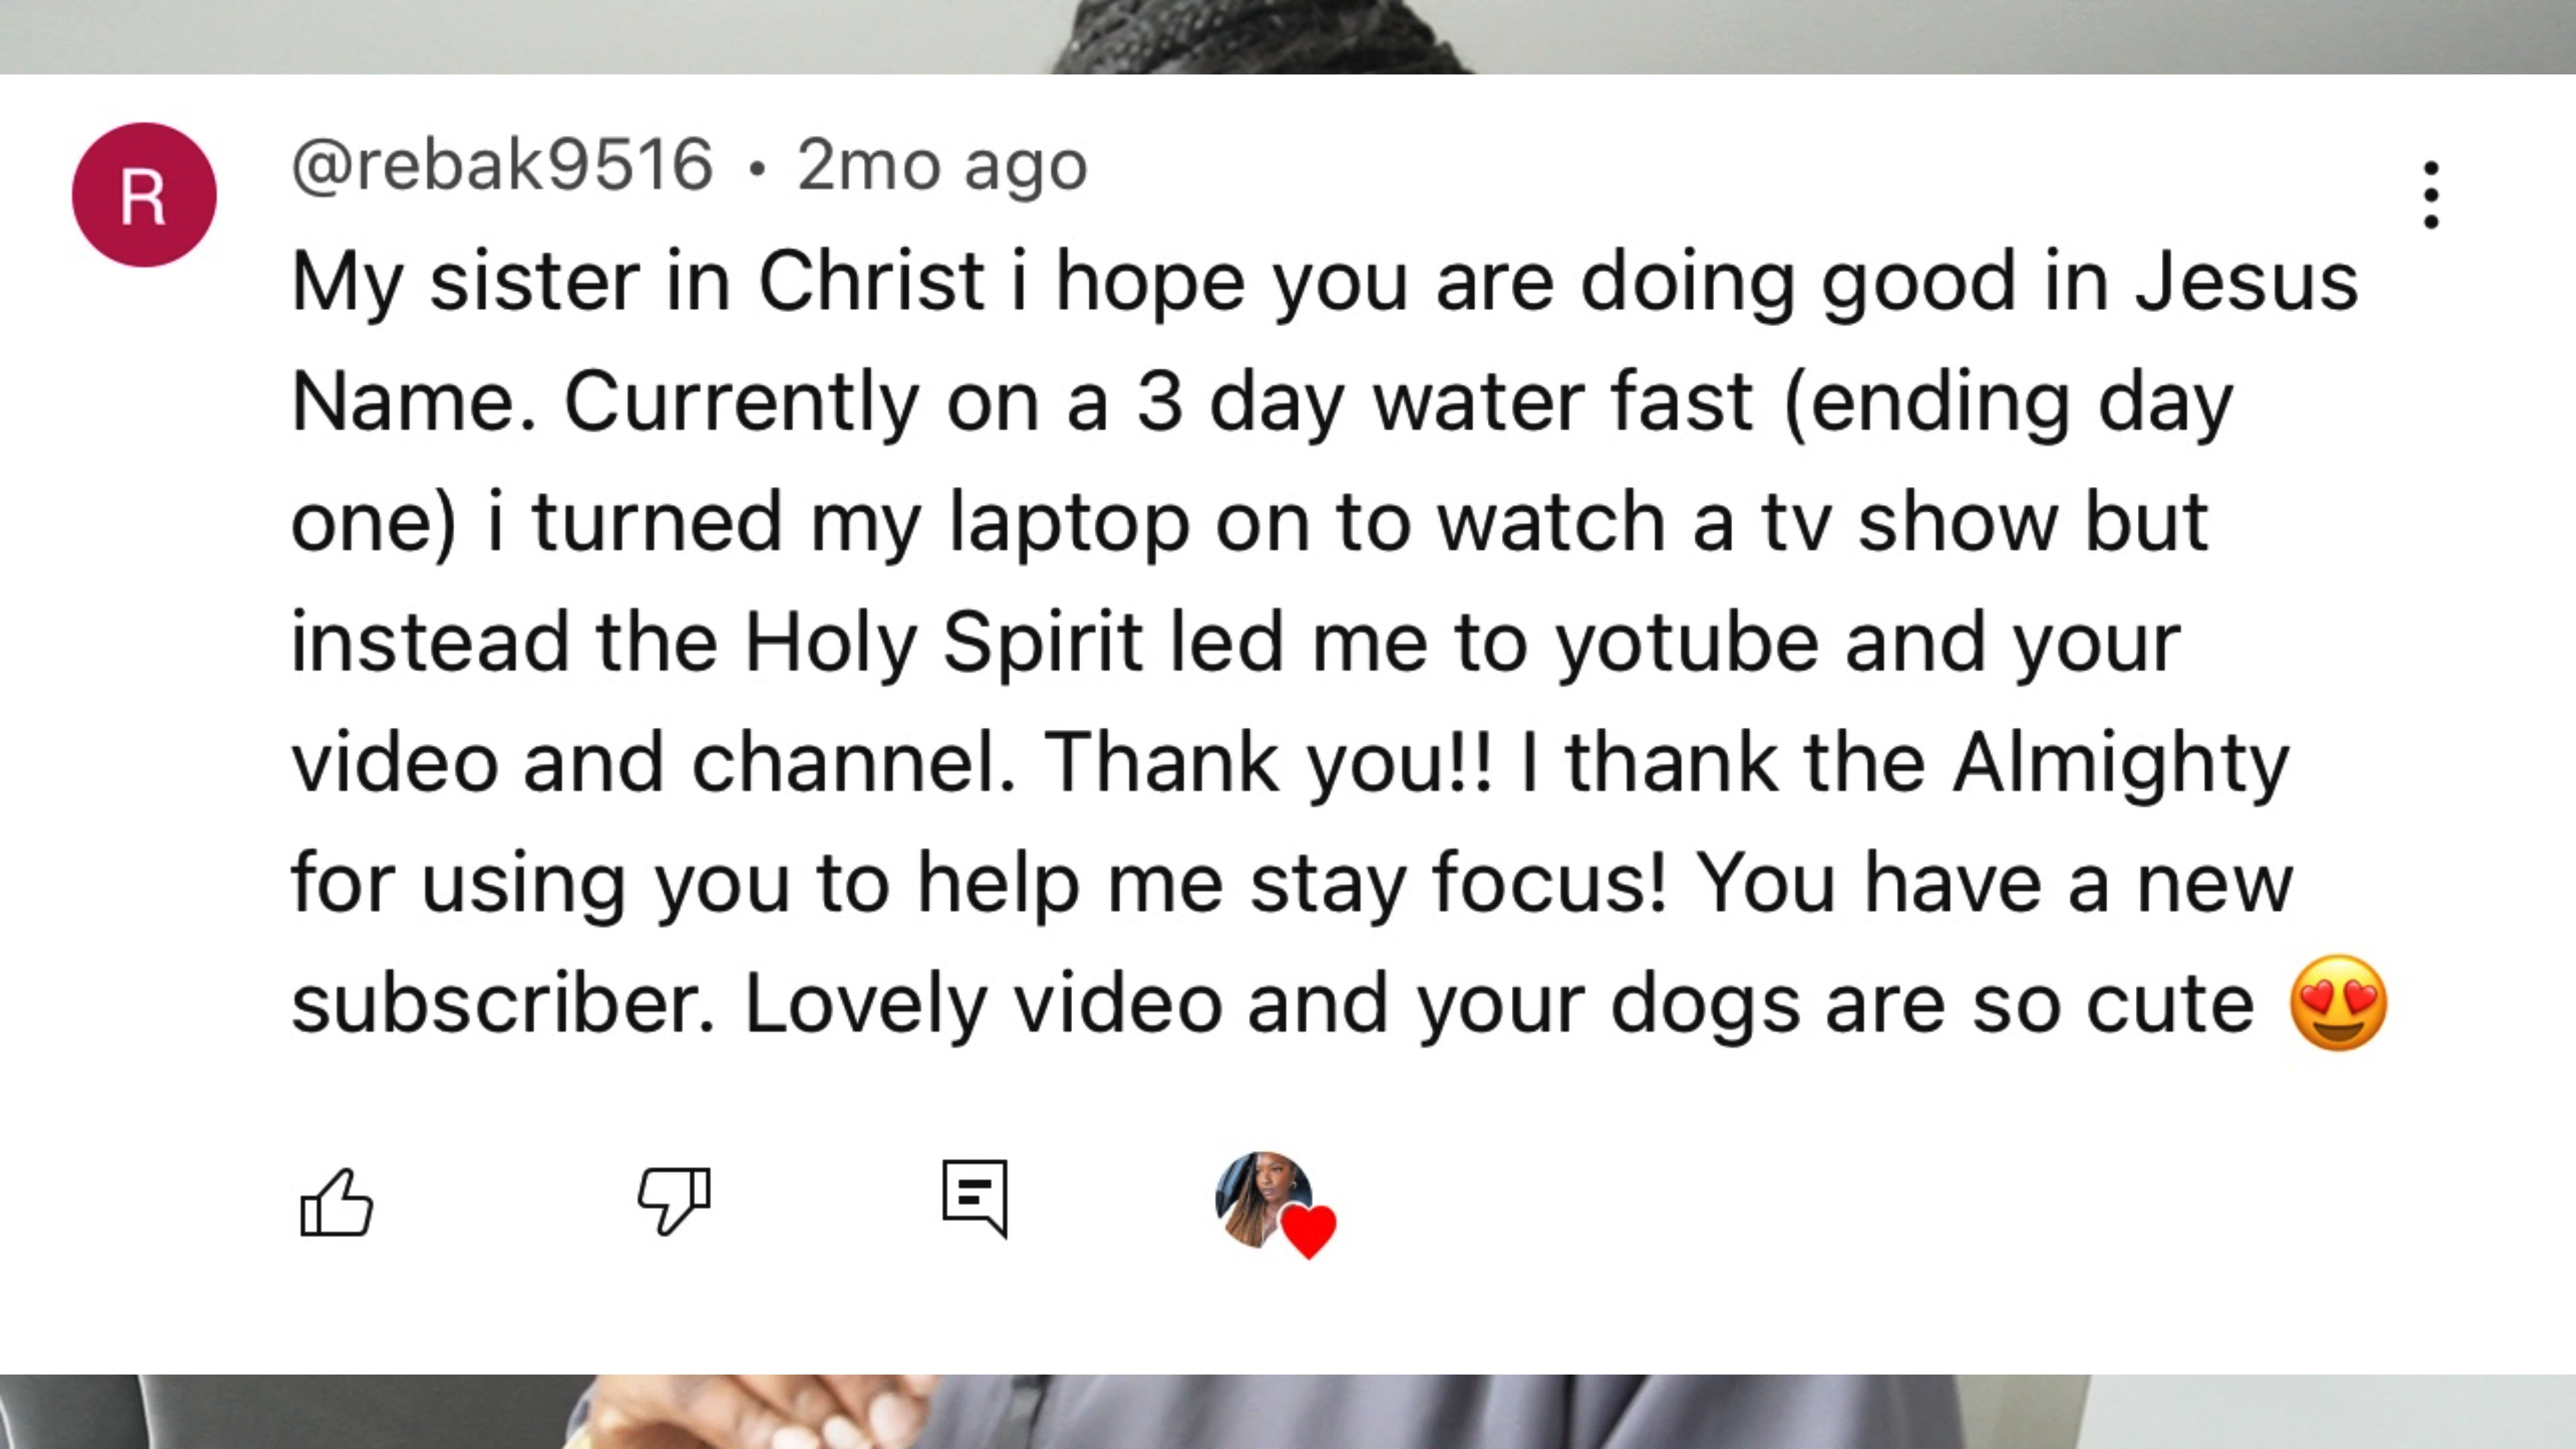 R
@rebak9516 • 2mo ago
My sister in Christ i hope you are doing good in Jesus
Name. Currently on a 3 day water fast (ending day
one) i turned my laptop on to watch a tv show but
instead the Holy Spirit led me to yotube and your
video and channel. Thank you!! I thank the Almighty
for using you to help me stay focus! You have a new
subscriber. Lovely video and your dogs are so cute 😍